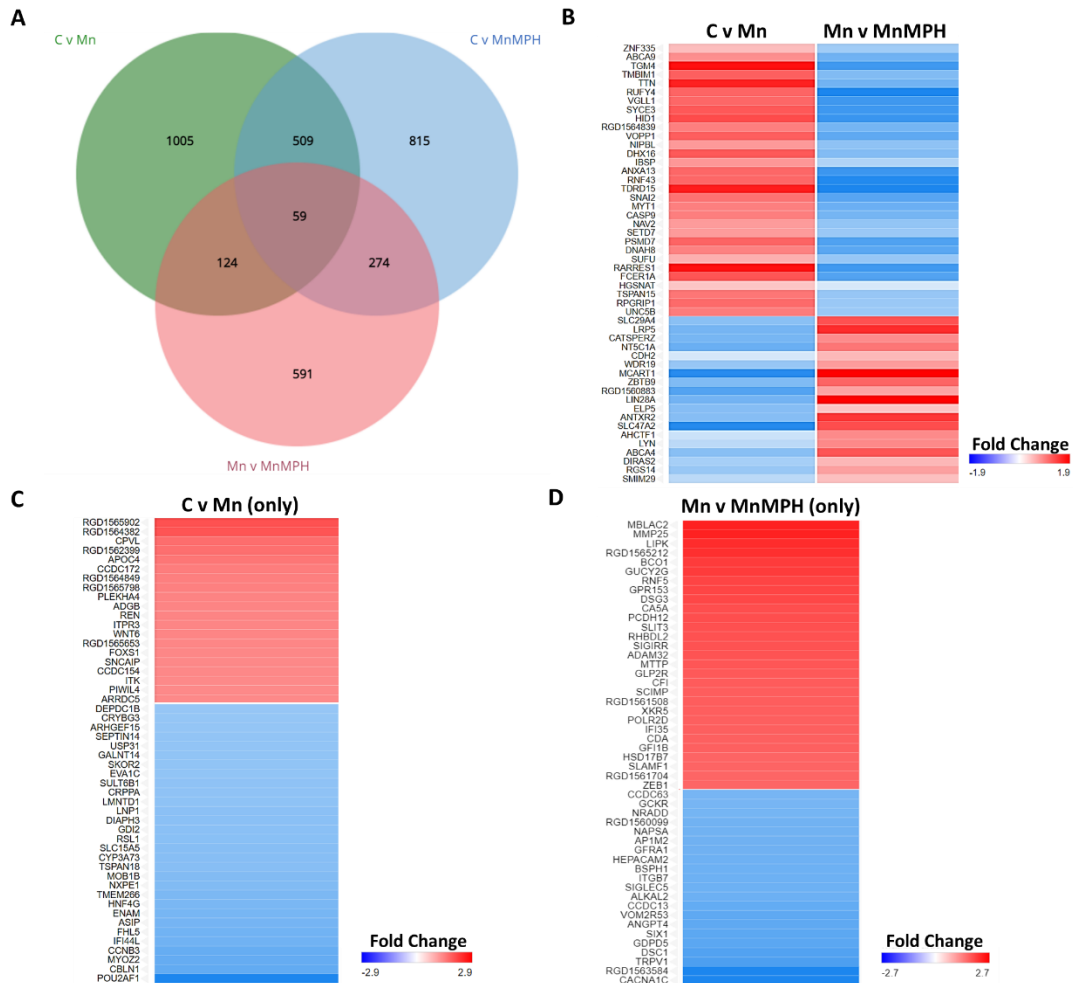 A
C v Mn
C v MnMPH
1005
509
815
59
124
274
591
Mn v MnMPH
B
C v Mn Mn v MnMPH
ZNF335
ABCA9
TGM4
TMBIM1
TTN
RUFY4
VGLL1
SYCE3
HID1
RGD1564839
VOPP1
NIPBL
DHX16
IBSP
ANXA13
RNF43
TDRD15
SNAI2
MYT1
CASP9
NAV2
SETD7
PSMD7
DNAH8
SUFU
RARRES1
FCER1A
HGSNAT
TSPAN15
RPGRIP1
UNC5B
SLC29A4
LRP5
CATSPERZ
NT5C1A
CDH2
WDR19
MCART1
ZBTB9
RGD1560883
LIN28A
ELP5
ANTXR2
SLC47A2
AHCTF1
LYN
ABCA4
DIRAS2
RGS14
SMIM29
Fold Change
-1.9 1.9
C
C v Mn (only)
RGD1565902
RGD1564382
CPVL
RGD1562399
APOC4
CCDC172
RGD1564849
RGD1565798
PLEKHA4
ADGB
REN
ITPR3
WNT6
RGD1565653
FOXS1
SNCAIP
CCDC154
ITK
PIWIL4
ARRDC5
DEPDC1B
CRYBG3
ARHGEF15
SEPTIN14
USP31
GALNT14
SKOR2
EVA1C
SULT6B1
CRPPA
LMNTD1
LNP1
DIAPH3
GDI2
RSL1
SLC15A5
CYP3A73
TSPAN18
MOB1B
NXPE1
TMEM266
HNF4G
ENAM
ASIP
FHL5
IFI44L
CCNB3
MYOZ2
CBLN1
POU2AF1
Fold Change
-2.9 2.9
D
Mn v MnMPH (only)
MBLAC2
MMP25
LIPK
RGD1565212
BCO1
GUCY2G
RNF5
GPR153
DSG3
CA5A
PCDH12
SLIT3
RHBDL2
SIGIRR
ADAM32
MTTP
GLP2R
CFI
SCIMP
RGD1561508
XKR5
POLR2D
IFI35
CDA
GFI1B
HSD17B7
SLAMF1
RGD1561704
ZEB1
CCDC63
GCKR
NRADD
RGD1560099
NAPSA
AP1M2
GFRA1
HEPACAM2
BSPH1
ITGB7
SIGLEC5
ALKAL2
CCDC13
VOM2R53
ANGPT4
SIX1
GDPD5
DSC1
TRPV1
RGD1563584
CACNA1C
Fold Change
-2.7 2.7